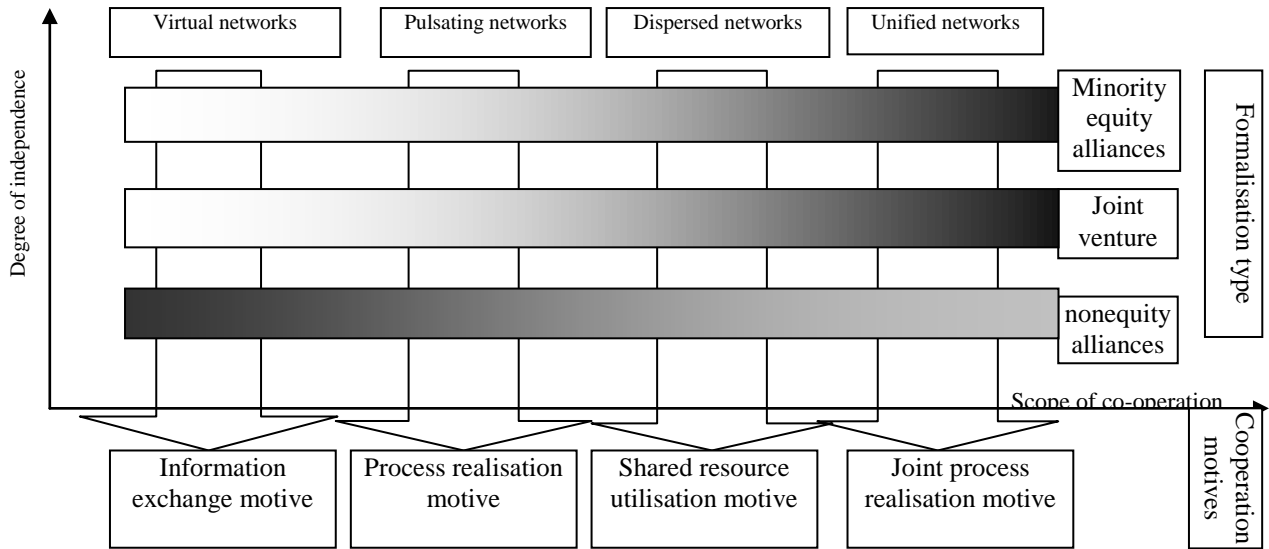 Virtual networks
Pulsating networks
Dispersed networks
Unified networks
Degree of independence
Minority
equity
alliances
Joint
venture
nonequity
alliances
Formalisation type
Scope of co-operation
Information
exchange motive
Process realisation
motive
Shared resource
utilisation motive
Joint process
realisation motive
Cooperation
motives